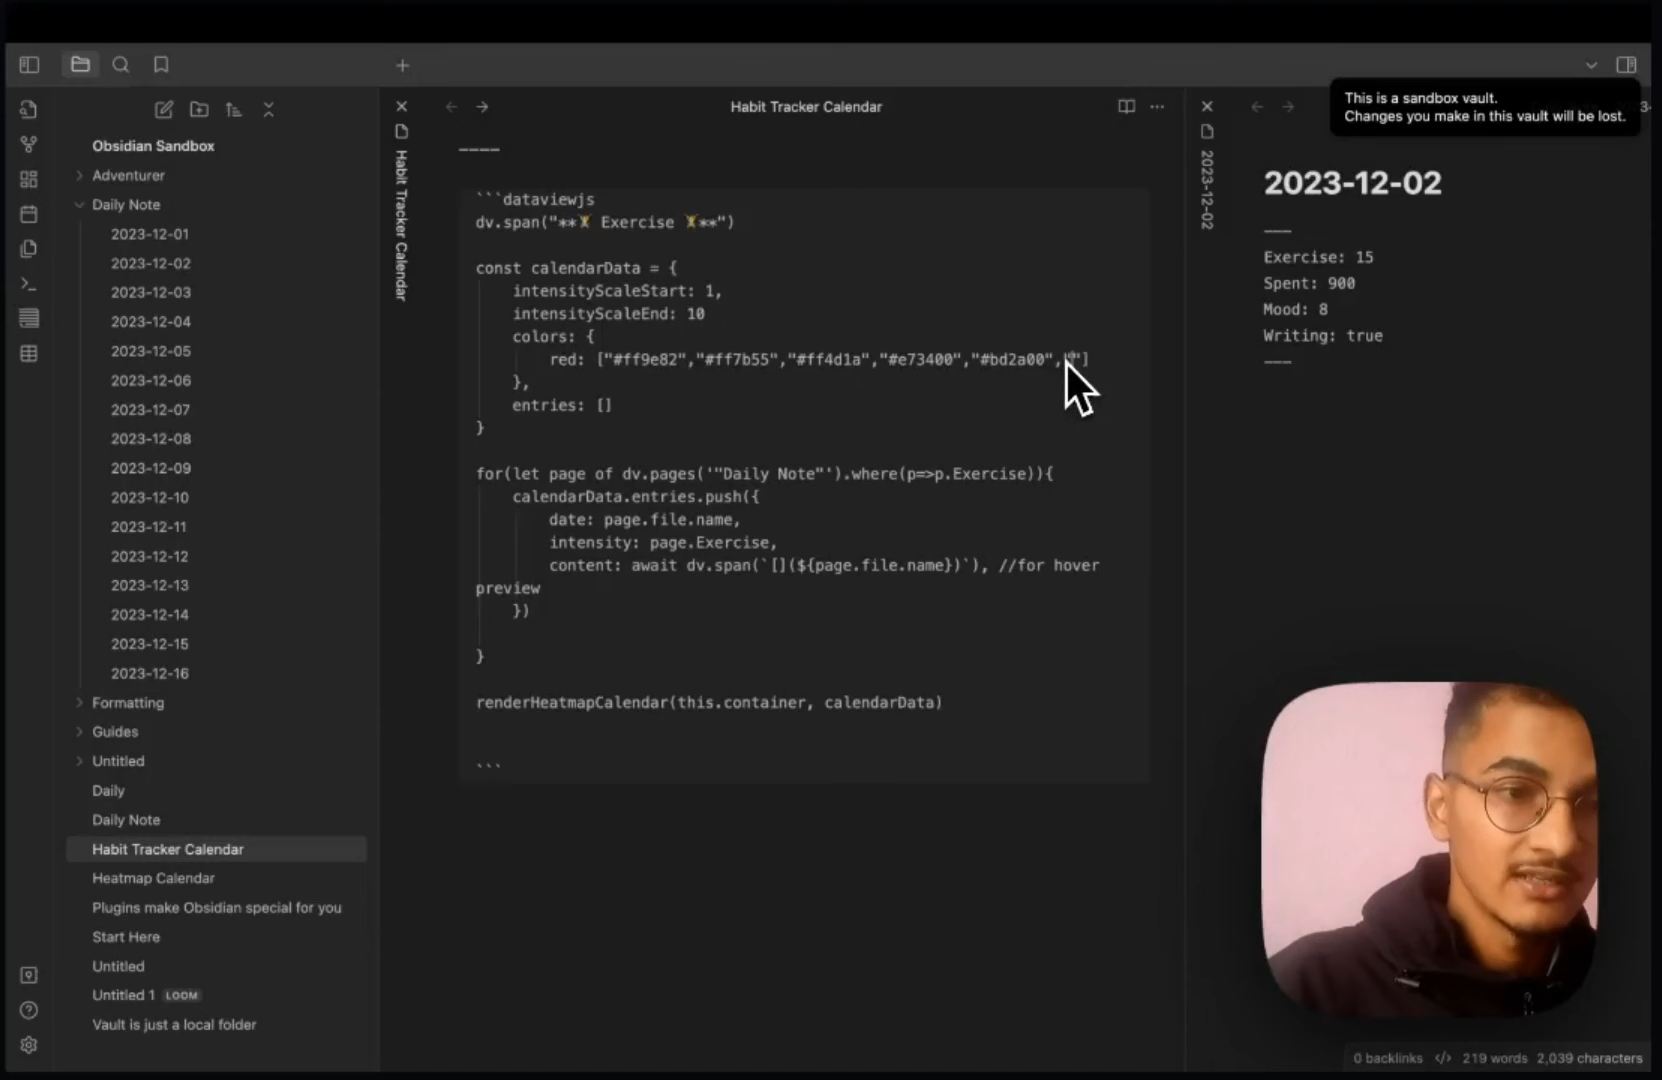 This is a sandbox vault.
Changes you make in this vault will be lost.
Obsidian Sandbox
Adventurer
Daily Note
2023-12-01
2023-12-02
2023-12-03
2023-12-04
2023-12-05
2023-12-06
2023-12-07
2023-12-08
2023-12-09
2023-12-10
2023-12-11
2023-12-12
2023-12-13
2023-12-14
2023-12-15
2023-12-16
Formatting
Guides
Untitled
Daily
Daily Note
Habit Tracker Calendar
Heatmap Calendar
Plugins make Obsidian special for you
Start Here
Untitled
Untitled 1 LOOM
Vault is just a local folder
Habit Tracker Calendar
Habit Tracker Calendar
----
```dataviewjs
dv.span("**🏋️ Exercise 🏋️**")
const calendarData = {
intensityScaleStart: 1,
intensityScaleEnd: 10
colors: {
red: ["#ff9e82","#ff7b55","#ff4d1a","#e73400","#bd2a00",""]
},
entries: []
}
for(let page of dv.pages('"Daily Note"').where(p=>p.Exercise)){
calendarData.entries.push({
date: page.file.name,
intensity: page.Exercise,
content: await dv.span(`[](${page.file.name})`), //for hover
preview
})
}
renderHeatmapCalendar(this.container, calendarData)
```
2023-12-02
2023-12-02
---
Exercise: 15
Spent: 900
Mood: 8
Writing: true
---
0 backlinks </> 219 words 2,039 characters